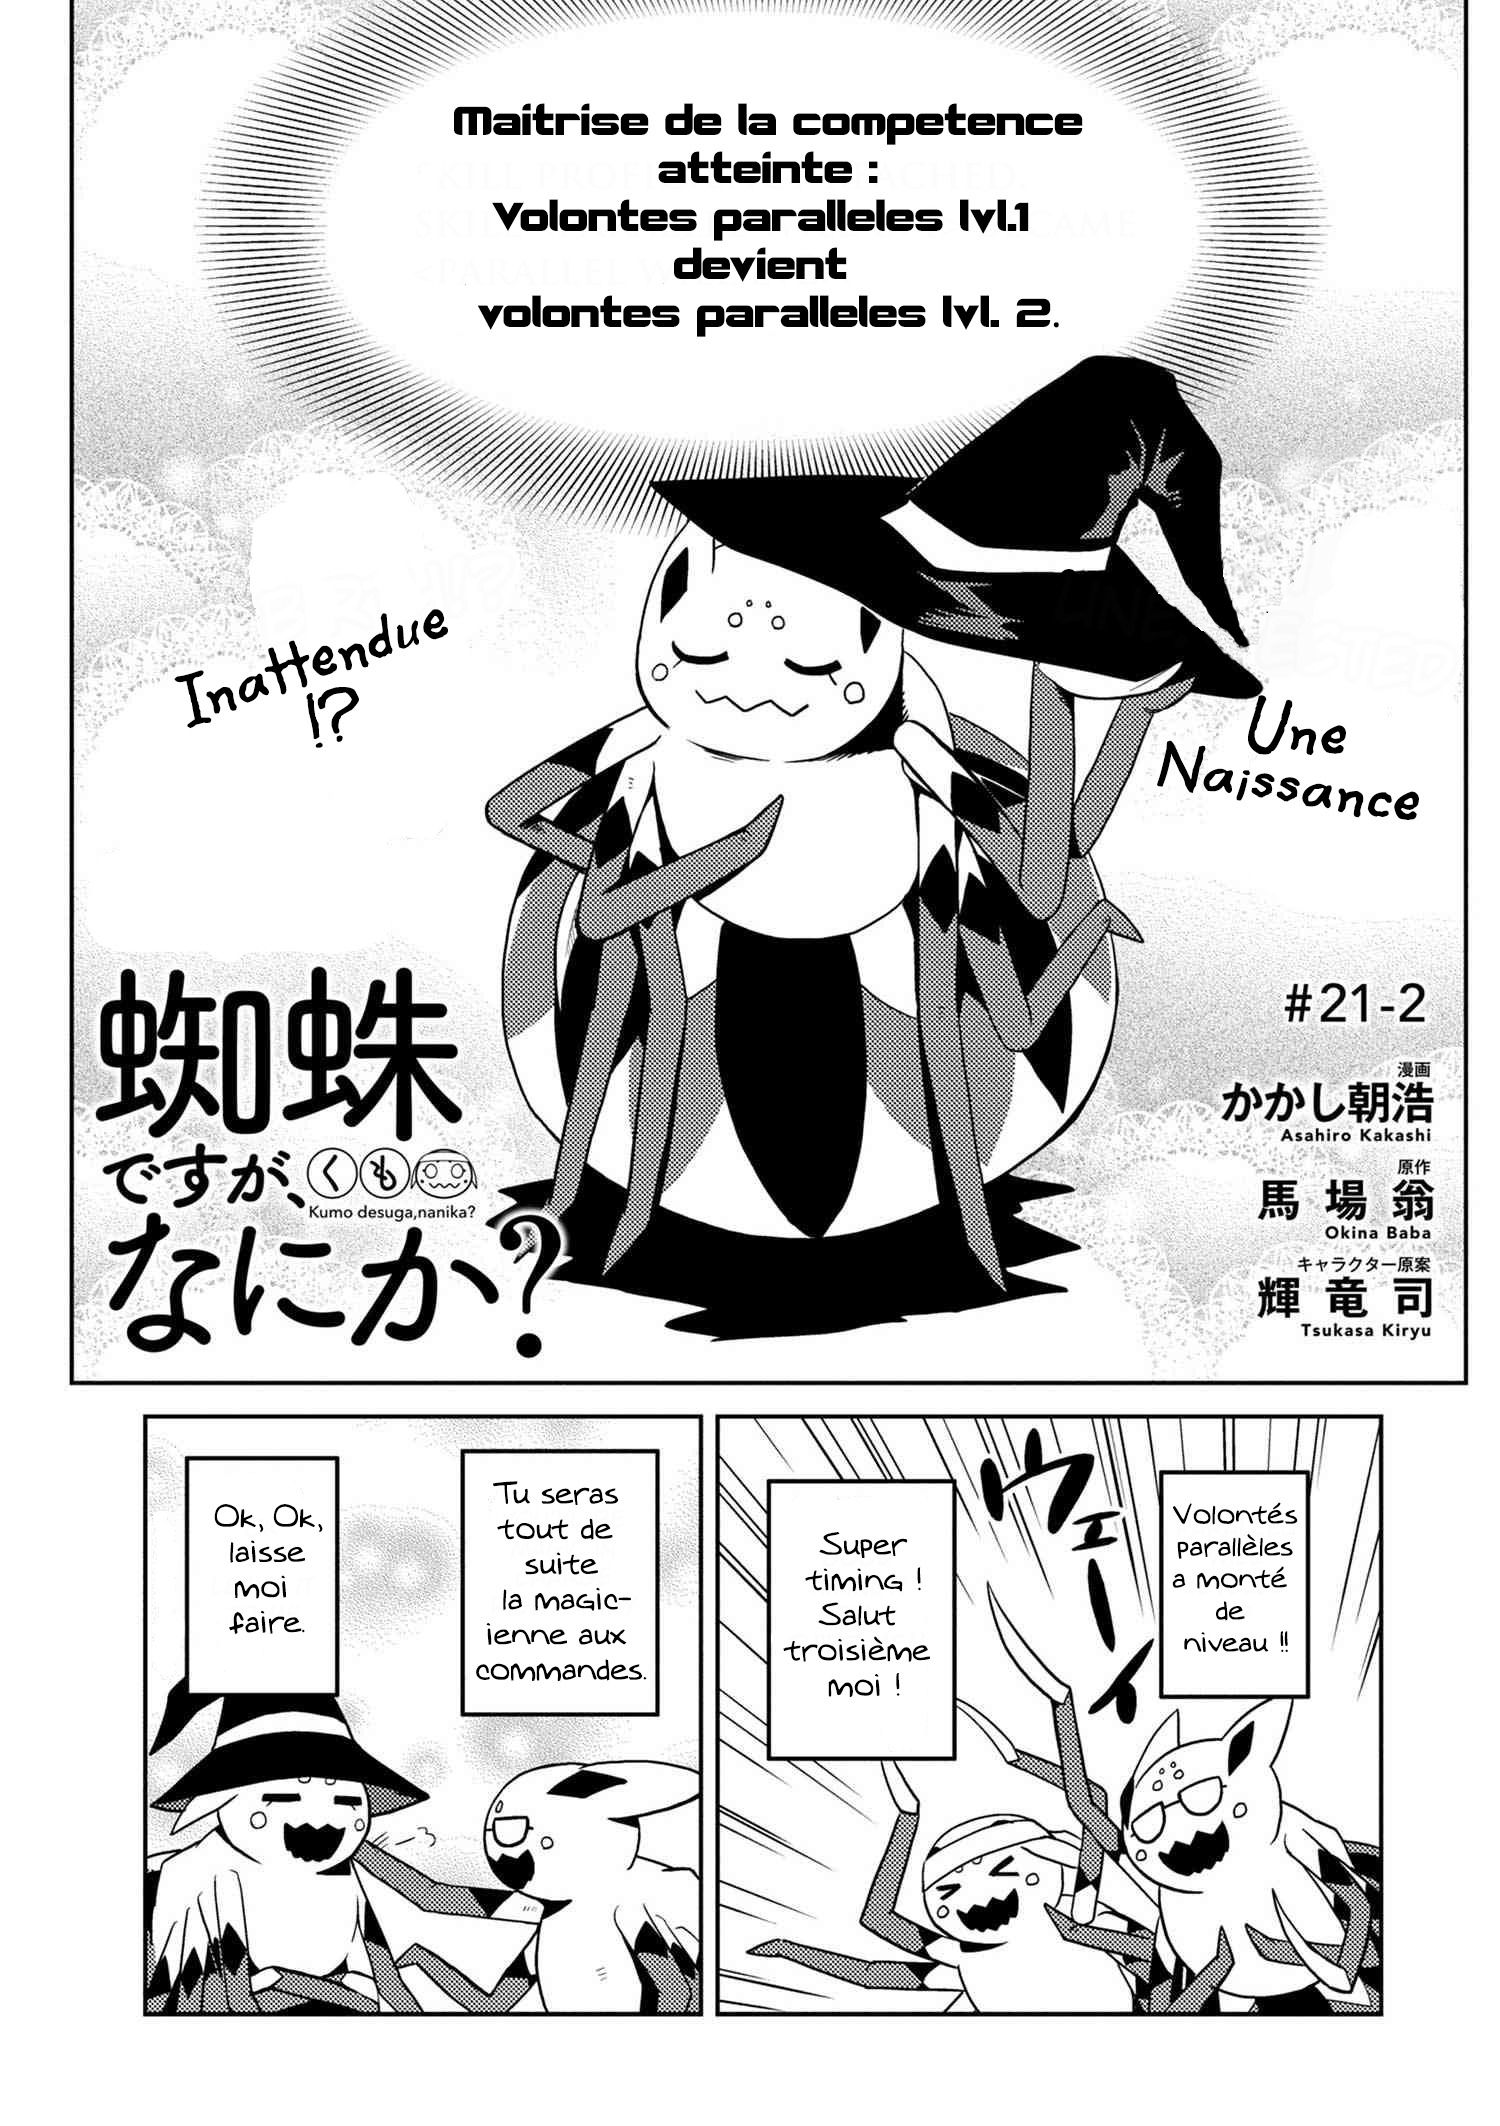 Maitrise de la competence
atteinte :
Volontes paralleles lvl.1
devient
volontes paralleles lvl. 2.
Une
Naissance
Inattendue
!?
蜘蛛
ですが、くも
Kumo desuga,nanika?
なにか?
#21-2
漫画
かかし朝浩
Asahiro Kakashi
原作
馬場翁
Okina Baba
キャラクター原案
輝竜司
Tsukasa Kiryu
Volontés
parallèles
a monté
de
niveau !!
ウェーイ
Super
timing !
Salut
troisième
moi !
Tu seras
tout de
suite
la magic-
ienne aux
commandes.
Ok, Ok,
laisse
moi
faire.